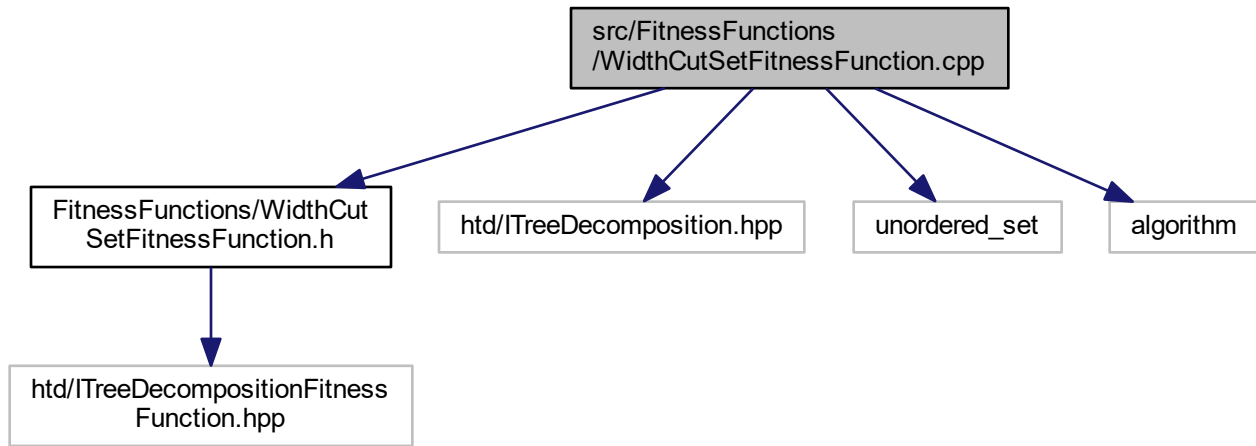 src/FitnessFunctions
/WidthCutSetFitnessFunction.cpp
FitnessFunctions/WidthCut
SetFitnessFunction.h
htd/ITreeDecomposition.hpp
unordered_set
algorithm
htd/ITreeDecompositionFitness
Function.hpp